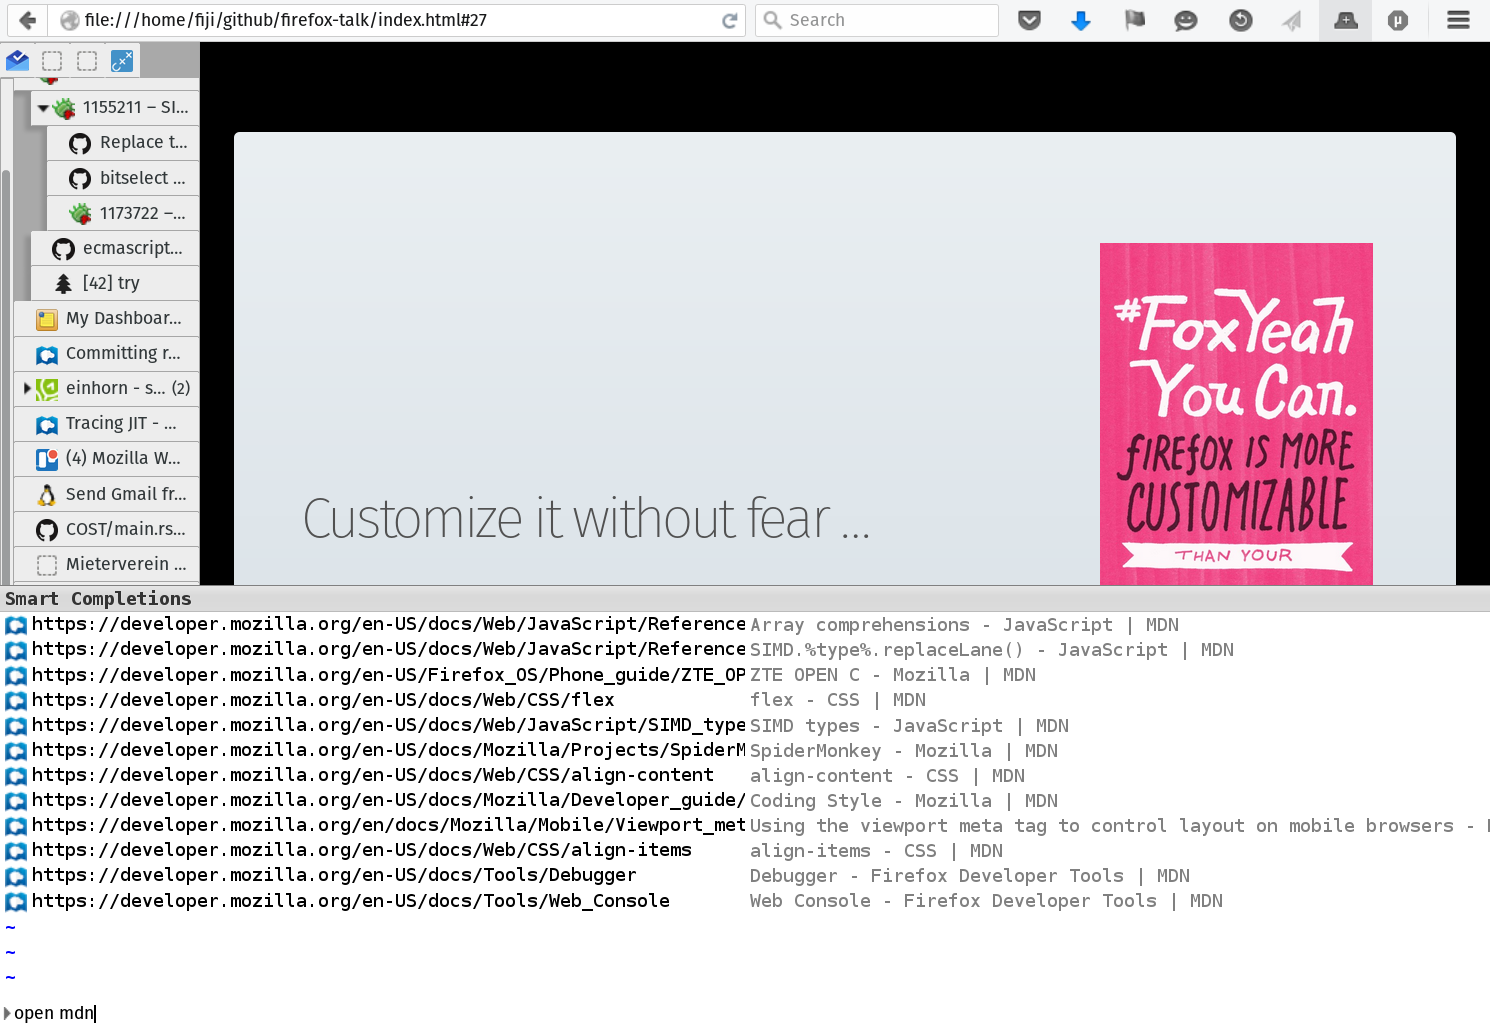 file:///home/fiji/github/firefox-talk/index.html#27
Search
1155211 – SI...
Replace t...
bitselect ...
1173722 –...
ecmascript...
[42] try
My Dashboar...
Committing r...
einhorn - s... (2)
Tracing JIT - ...
(4) Mozilla W...
Send Gmail fr...
COST/main.rs...
Mieterverein ...
Customize it without fear ...
#FoxYeah
You Can.
FIREFOX IS MORE
CUSTOMIZABLE
THAN YOUR
Smart Completions
https://developer.mozilla.org/en-US/docs/Web/JavaScript/Reference Array comprehensions - JavaScript | MDN
https://developer.mozilla.org/en-US/docs/Web/JavaScript/Reference SIMD.%type%.replaceLane() - JavaScript | MDN
https://developer.mozilla.org/en-US/Firefox_OS/Phone_guide/ZTE_OP ZTE OPEN C - Mozilla | MDN
https://developer.mozilla.org/en-US/docs/Web/CSS/flex flex - CSS | MDN
https://developer.mozilla.org/en-US/docs/Web/JavaScript/SIMD_type SIMD types - JavaScript | MDN
https://developer.mozilla.org/en-US/docs/Mozilla/Projects/SpiderM SpiderMonkey - Mozilla | MDN
https://developer.mozilla.org/en-US/docs/Web/CSS/align-content align-content - CSS | MDN
https://developer.mozilla.org/en-US/docs/Mozilla/Developer_guide/ Coding Style - Mozilla | MDN
https://developer.mozilla.org/en/docs/Mozilla/Mobile/Viewport_met Using the viewport meta tag to control layout on mobile browsers -
https://developer.mozilla.org/en-US/docs/Web/CSS/align-items align-items - CSS | MDN
https://developer.mozilla.org/en-US/docs/Tools/Debugger Debugger - Firefox Developer Tools | MDN
https://developer.mozilla.org/en-US/docs/Tools/Web_Console Web Console - Firefox Developer Tools | MDN
~
~
~
open mdn